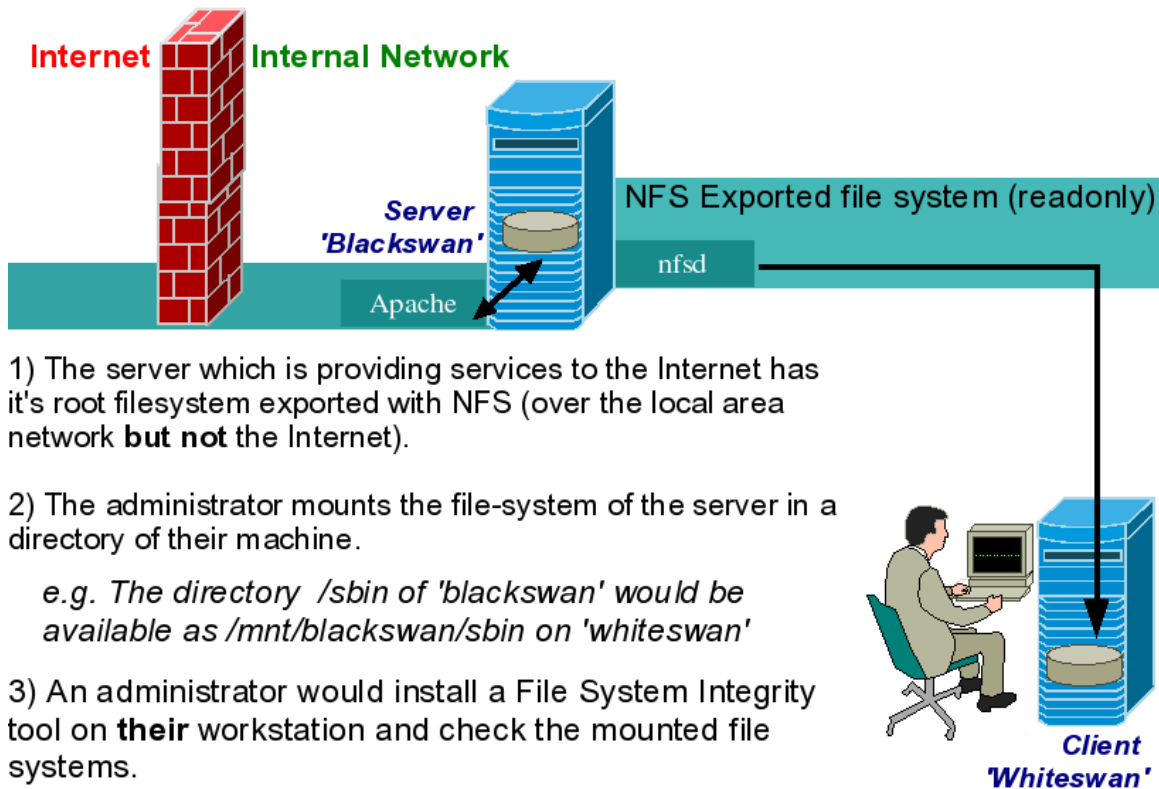 Internet Internal Network
Server
'Blackswan'
NFS Exported file system (readonly)
nfsd
Apache
1) The server which is providing services to the Internet has
it's root filesystem exported with NFS (over the local area
network but not the Internet).
2) The administrator mounts the file-system of the server in a
directory of their machine.
e.g. The directory /sbin of 'blackswan' would be
available as /mnt/blackswan/sbin on 'whiteswan'
3) An administrator would install a File System Integrity
tool on their workstation and check the mounted file
systems.
Client
'Whiteswan'